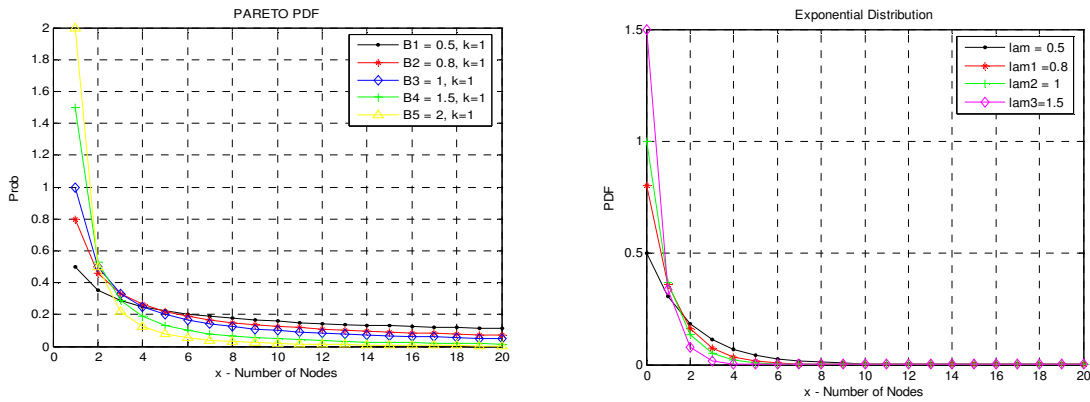 PARETO PDF
2
1.8
1.6
1.4
1.2
1
0.8
0.6
0.4
0.2
0
Prob
0 2 4 6 8 10 12 14 16 18 20
x - Number of Nodes
B1 = 0.5, k=1
B2 = 0.8, k=1
B3 = 1, k=1
B4 = 1.5, k=1
B5 = 2, k=1
Exponential Distribution
1.5
1
0.5
0
PDF
0 2 4 6 8 10 12 14 16 18 20
x - Number of Nodes
lam = 0.5
lam1 =0.8
lam2 = 1
lam3=1.5